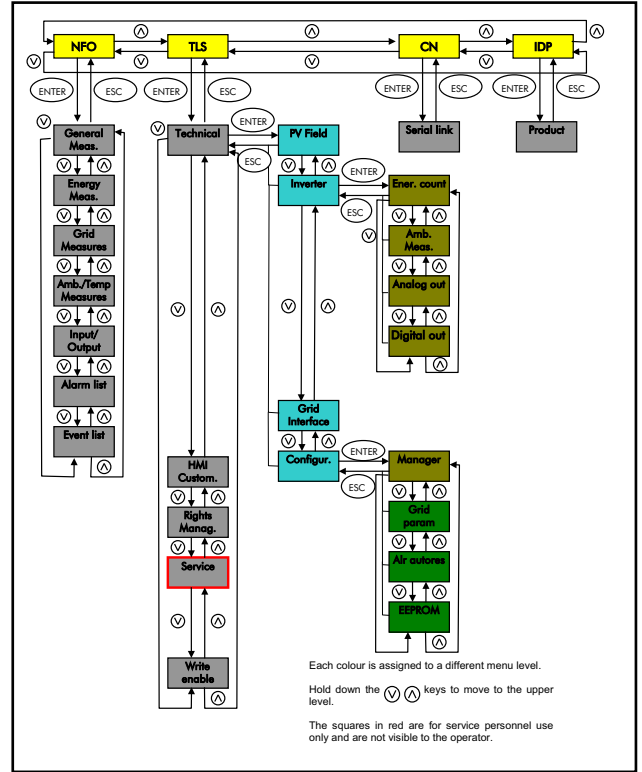 NFO TLS CN IDP
ENTER ESC ENTER ESC ENTER ESC ENTER ESC
General
Meas.
Energy
Meas.
Grid
Measures
Amb./Temp
Measures
Input/
Output
Alarm list
Event list
Technical
HMI
Custom.
Rights
Manag.
Service
Write
enable
ENTER
ESC
PV Field
Inverter
Grid
Interface
Configur.
ENTER
ESC
Ener. count
Amb.
Meas.
Analog out
Digital out
ENTER
ESC
Manager
Grid
param
Alr autores
EEPROM
Serial link
Product
Each colour is assigned to a different menu level.
Hold down the keys to move to the upper
level.
The squares in red are for service personnel use
only and are not visible to the operator.